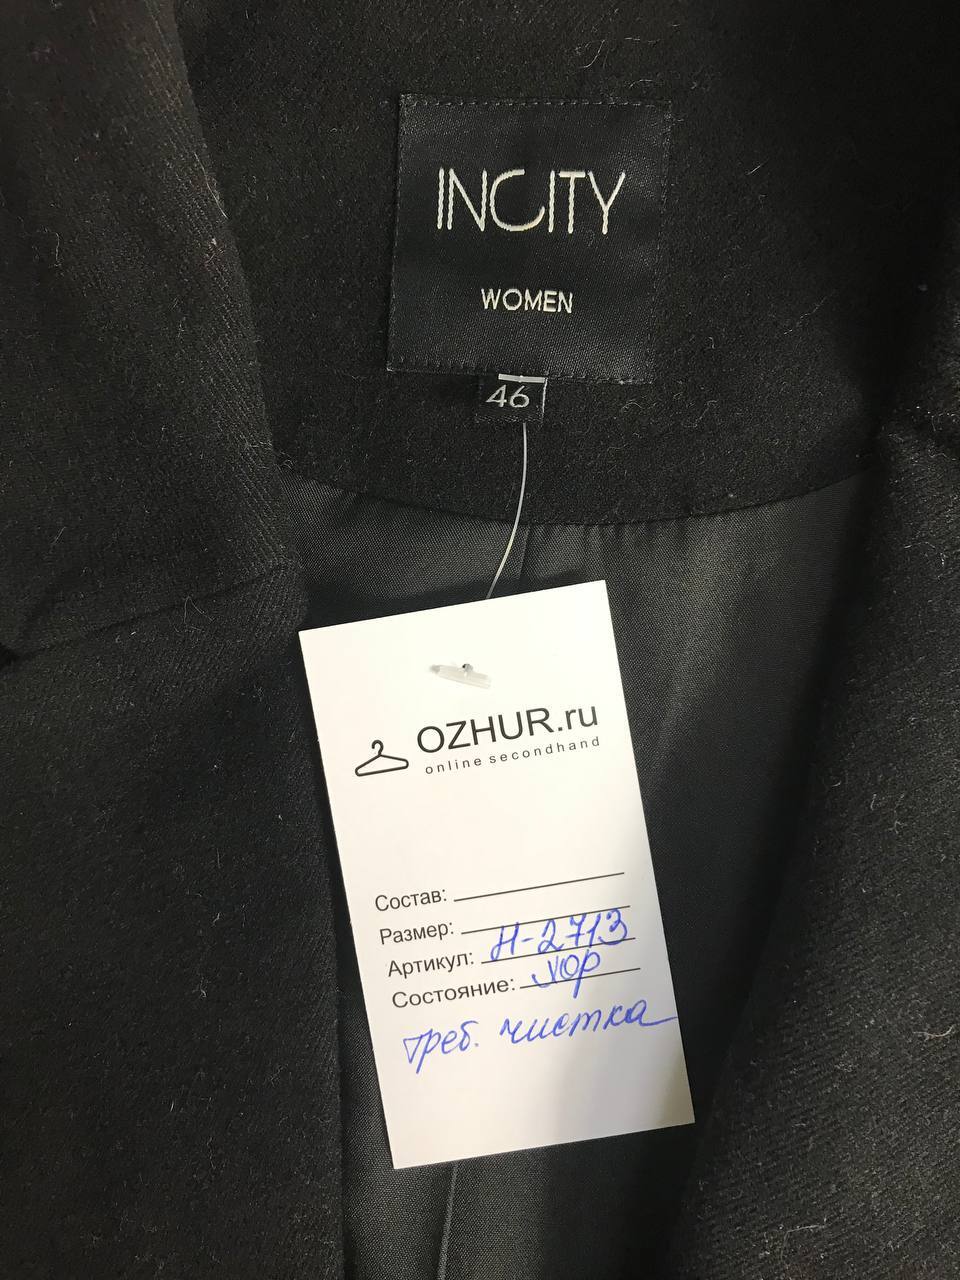 INCITY
WOMEN
46
OZHUR.ru
online secondhand
Состав:
Размер:
Артикул: Н-2713
Состояние: хор
треб. чистка